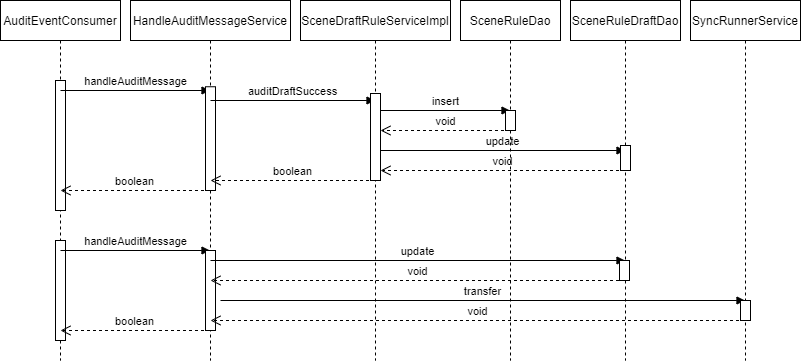 AuditEventConsumer
HandleAuditMessageService
SceneDraftRuleServiceImpl
SceneRuleDao
SceneRuleDraftDao
SyncRunnerService
handleAuditMessage
auditDraftSuccess
insert
void
update
void
boolean
boolean
handleAuditMessage
update
void
transfer
void
boolean